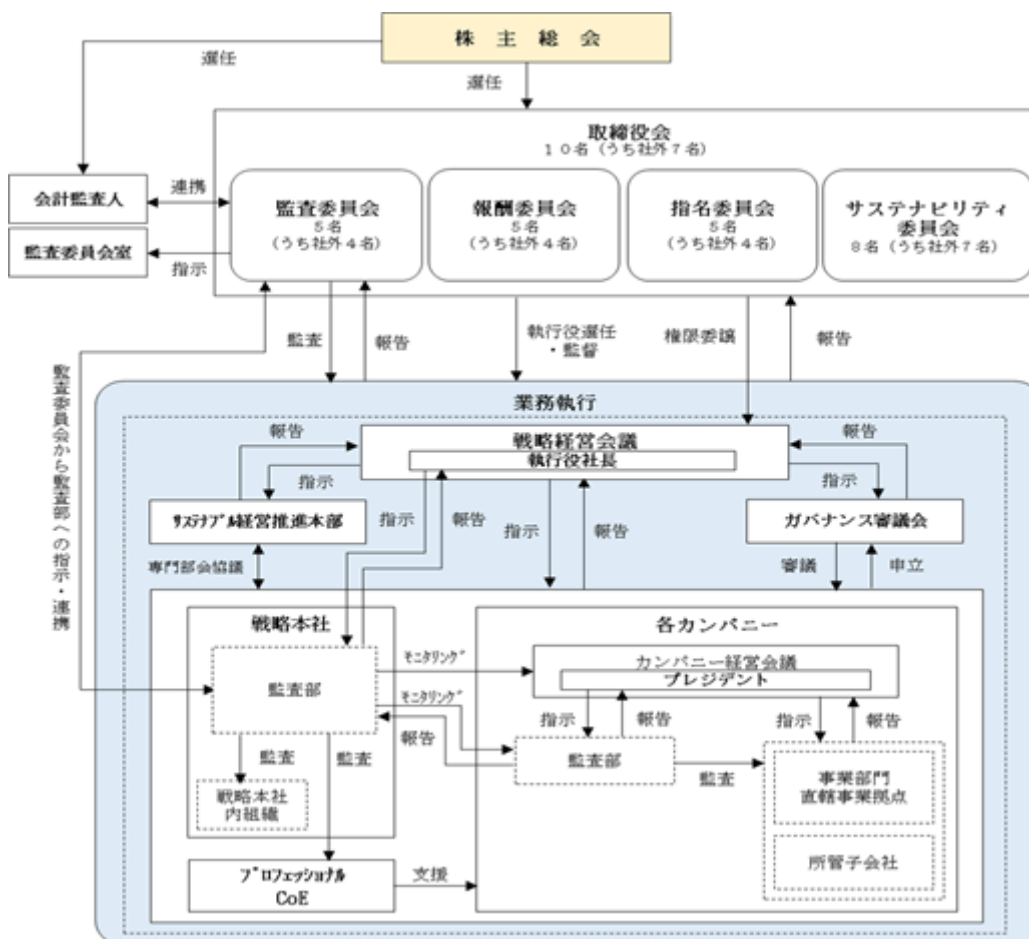 株 主 総 会
選任
選任
取締役会
１０名（うち社外７名）
会計監査人
連携
監査委員会
５名
（うち社外４名）
報酬委員会
５名
（うち社外４名）
指名委員会
５名
（うち社外４名）
サステナビリティ
委員会
８名（うち社外７名）
監査委員会室
指示
監査
報告
執行役選任
・監督
権限委譲
報告
監査委員会から監査部への指示・連携
業務執行
報告
戦略経営会議
執行役社長
報告
指示
指示
サステナブル経営推進本部
指示
報告
指示
報告
ガバナンス審議会
専門部会協議
審議
申立
戦略本社
各カンパニー
監査部
モニタリング
カンパニー経営会議
プレジデント
モニタリング
報告
指示
報告
指示
報告
監査部
監査
監査
監査
戦略本社
内組織
事業部門
直轄事業拠点
所管子会社
プロフェッショナル
CoE
支援